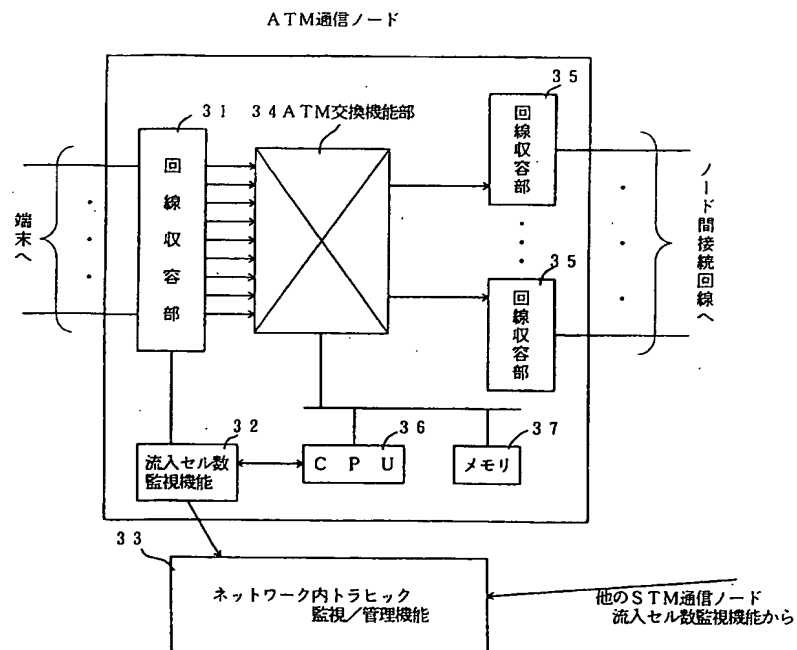 ATM通信ノード
31
34 ATM交換機能部
35
回線収容部
回線収容部
端末へ
ノード間接続回線へ
35
回線収容部
32
36
37
流入セル数
監視機能
CPU
メモリ
33
ネットワーク内トラヒック
監視/管理機能
他のSTM通信ノード
流入セル数監視機能から